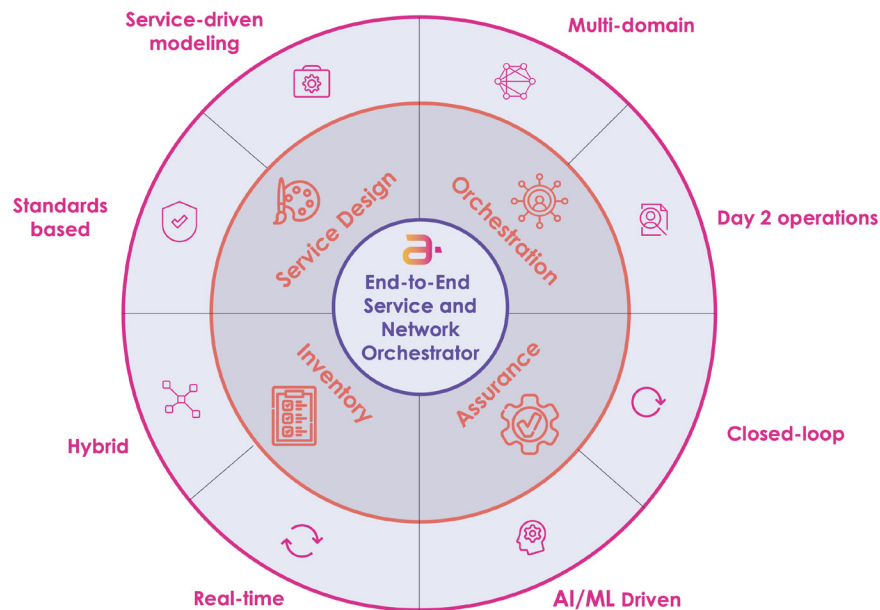 Service-driven
modeling
Multi-domain
Standards
based
Service Design
Orchestration
Day 2 operations
a.
End-to-End
Service and
Network
Orchestrator
Inventory
Assurance
Hybrid
Closed-loop
Real-time
AI/ML Driven